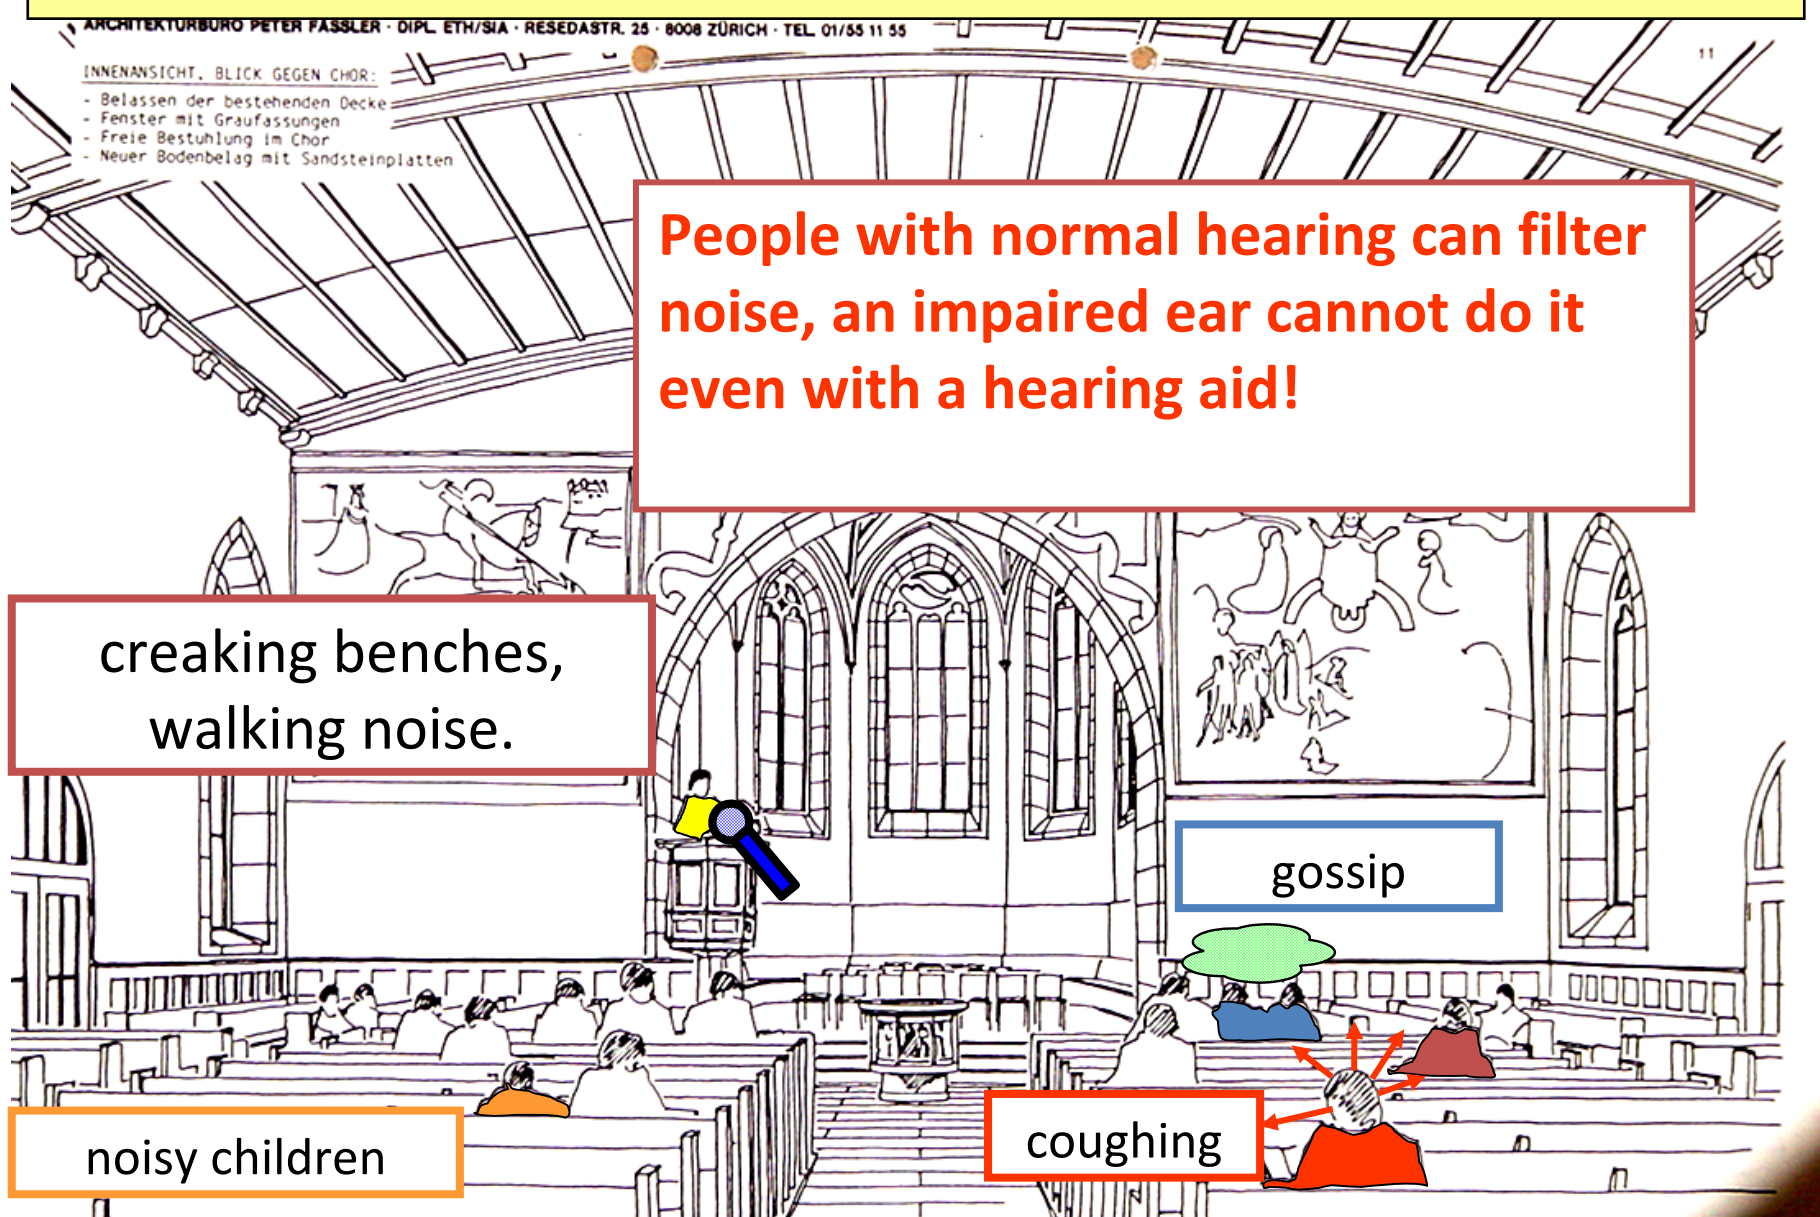 ARCHITEKTURBÜRO PETER FÄSSLER · DIPL. ETH/SIA · RESEDASTR. 25 · 8008 ZÜRICH · TEL. 01/55 11 55
11
INNENANSICHT, BLICK GEGEN CHOR:
- Belassen der bestehenden Decke
- Fenster mit Graufassungen
- Freie Bestuhlung im Chor
- Neuer Bodenbelag mit Sandsteinplatten
People with normal hearing can filter
noise, an impaired ear cannot do it
even with a hearing aid!
creaking benches,
walking noise.
gossip
coughing
noisy children